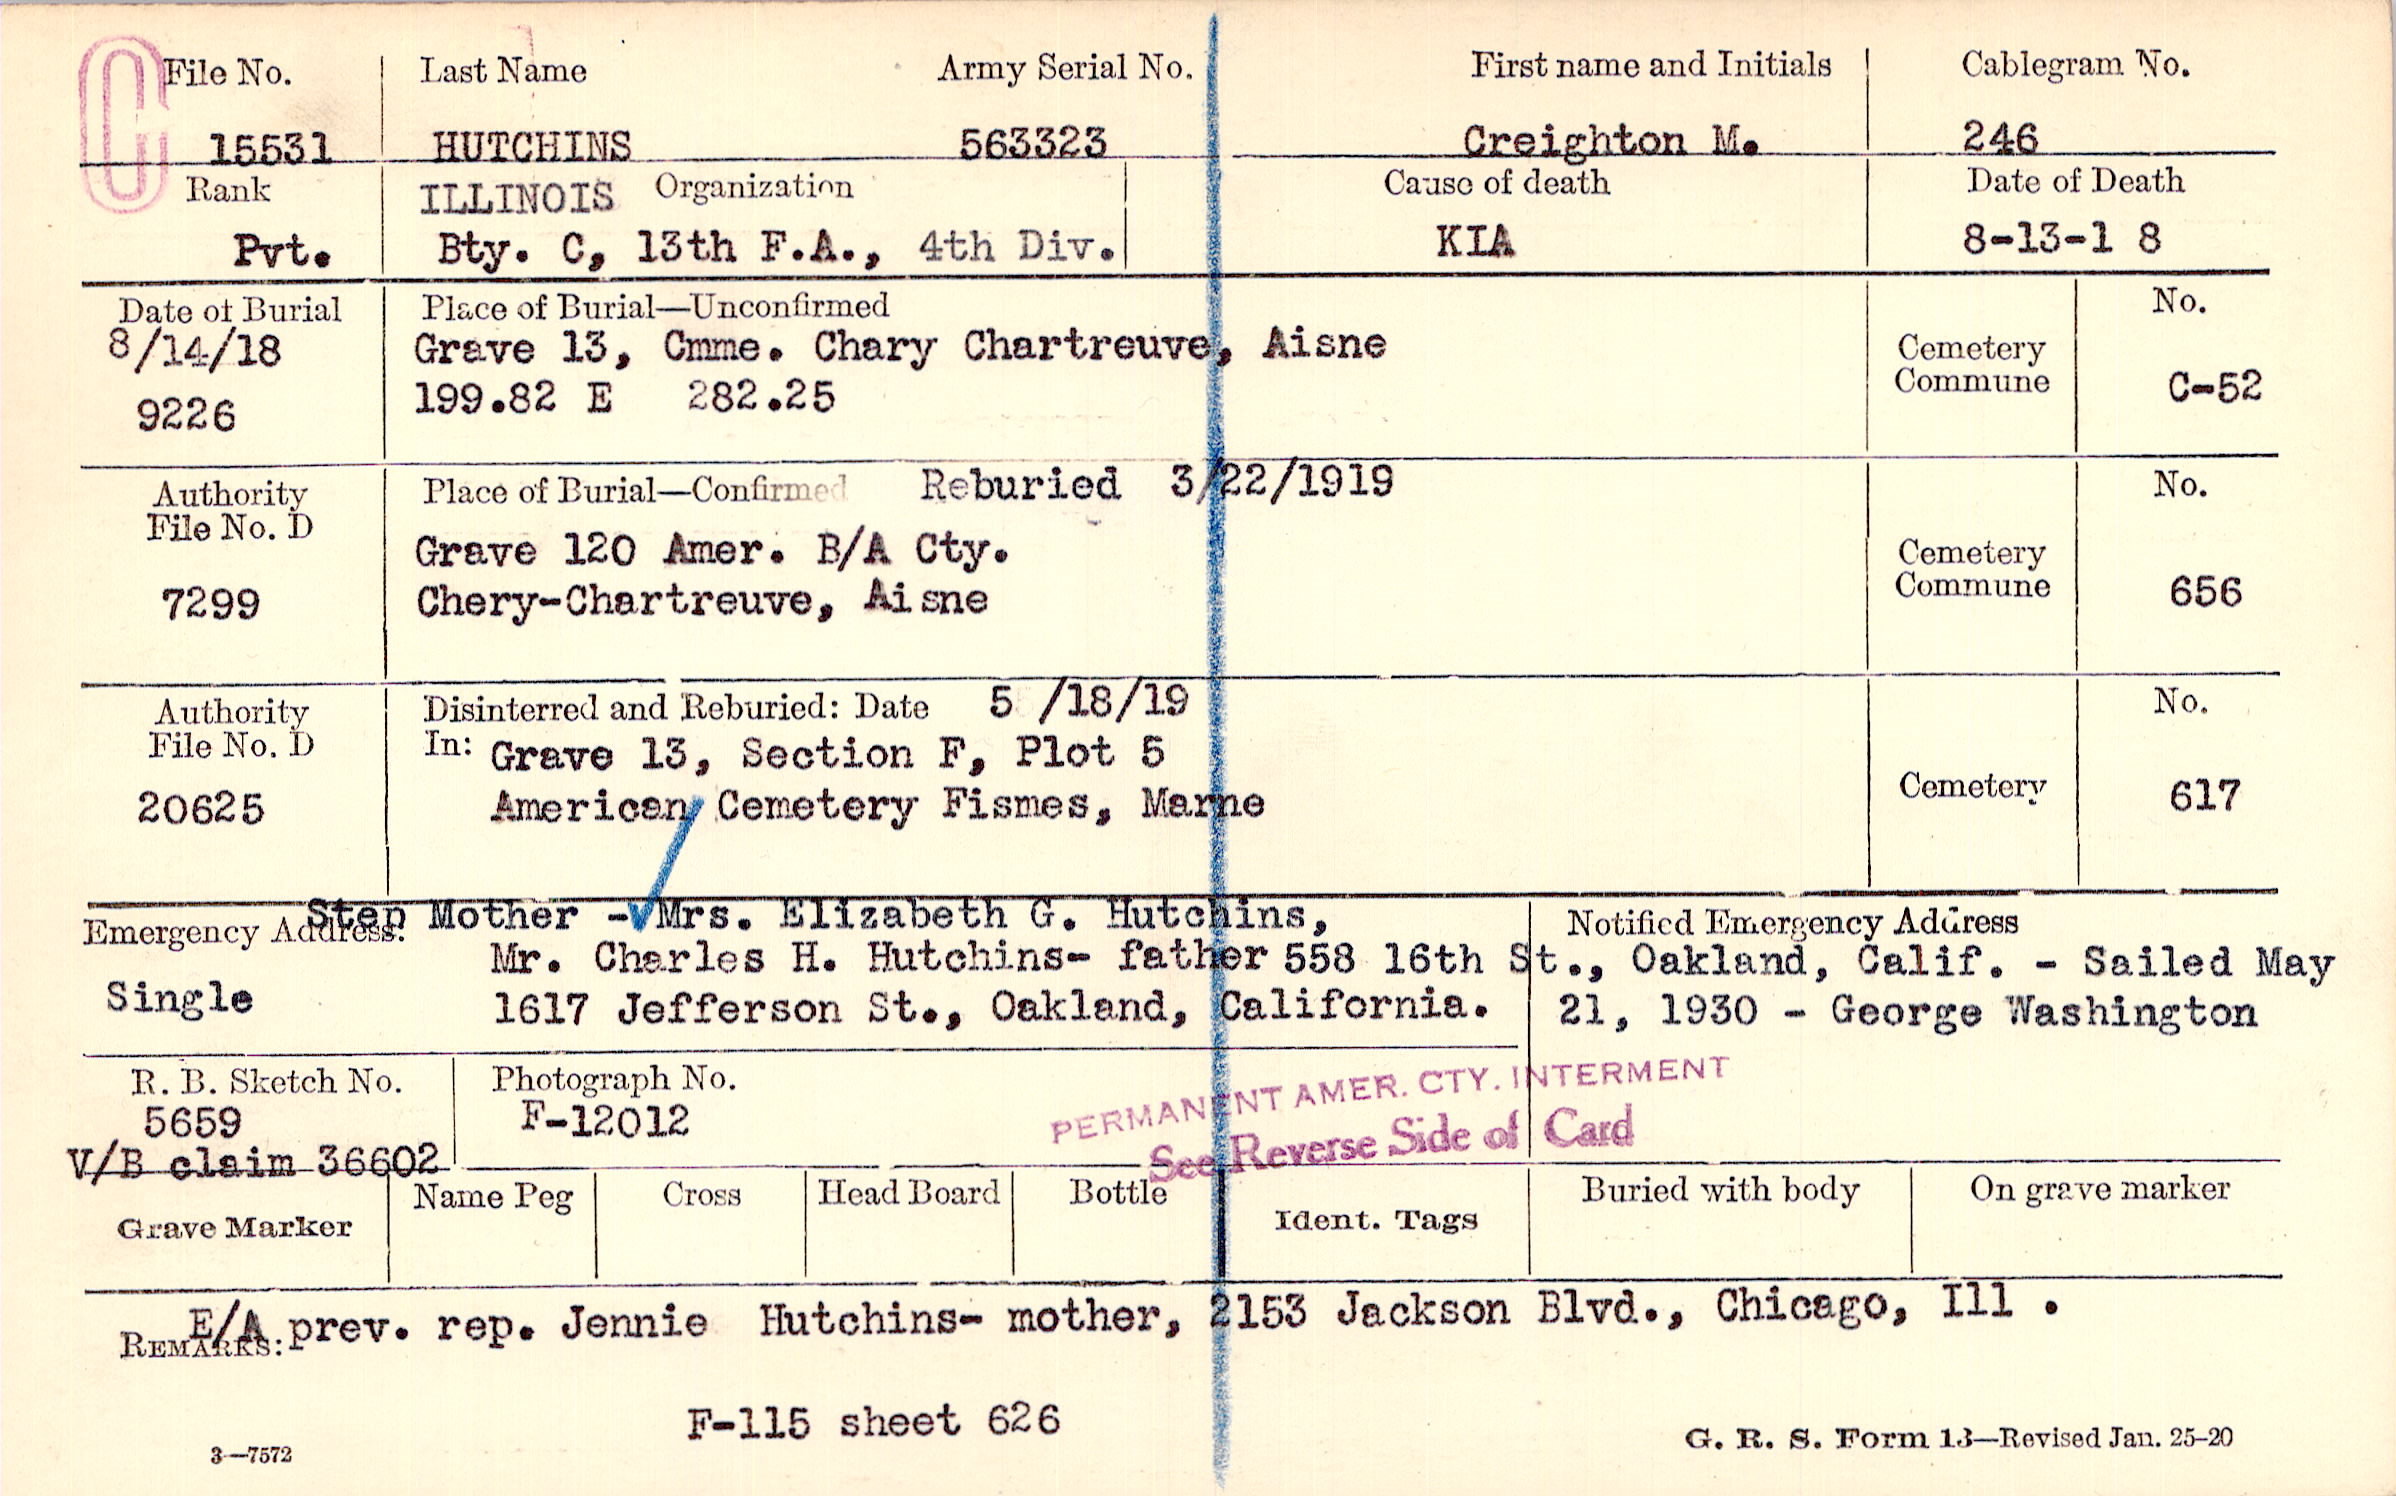 C
File No. Last Name Army Serial No. First name and Initials Cablegram No.
15531 HUTCHINS 563323 Creighton M. 246
Rank ILLINOIS Organization Cause of death Date of Death
Pvt. Bty. C, 13th F.A., 4th Div. KIA 8-13-1 8
Date of Burial Place of Burial—Unconfirmed No.
8/14/18 Grave 13, Cmme. Chary Chartreuve, Aisne Cemetery
Commune C-52
9226 199.82 E 282.25
Authority Place of Burial—Confirmed Reburied 3/22/1919 No.
File No. D
Grave 120 Amer. B/A Cty. Cemetery
7299 Chery-Chartreuve, Aisne Commune 656
Authority Disinterred and Reburied: Date 5 /18/19 No.
File No. D In: Grave 13, Section F, Plot 5
20625 American Cemetery Fismes, Marne Cemetery 617
Emergency Address: Step Mother - Mrs. Elizabeth G. Hutchins, Notified Emergency Address
Mr. Charles H. Hutchins- father 558 16th St., Oakland, Calif. - Sailed May
Single 1617 Jefferson St., Oakland, California. 21, 1930 - George Washington
R. B. Sketch No. Photograph No. PERMANENT AMER. CTY. INTERMENT
5659 F-12012 See Reverse Side of Card
V/B claim 36602
Grave Marker Name Peg Cross Head Board Bottle Ident. Tags Buried with body On grave marker
E/A prev. rep. Jennie Hutchins- mother, 2153 Jackson Blvd., Chicago, Ill .
REMARKS:
F-115 sheet 626
3—7572 G. R. S. Form 13—Revised Jan. 25-20